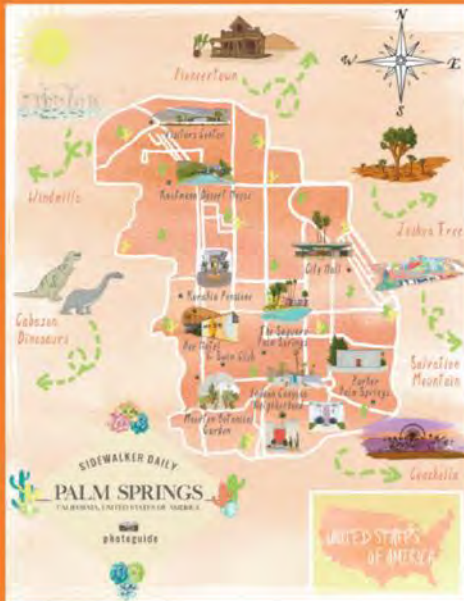 N
W E
S
Pioneertown
Visitors Center
Windmills
Kaufmann Desert House
Joshua Tree
City Hall
Korakia Pensione
Cabazon
Dinosaurs
The Saguaro
Palm Springs
Ace Hotel
& Swim Club
Salvation
Mountain
Parker
Palm Springs
Indian Canyons
Neighborhood
Moorten Botanical
Garden
Coachella
SIDEWALKER DAILY
PALM SPRINGS
CALIFORNIA, UNITED STATES OF AMERICA
photoguide
UNITED STATES
OF AMERICA